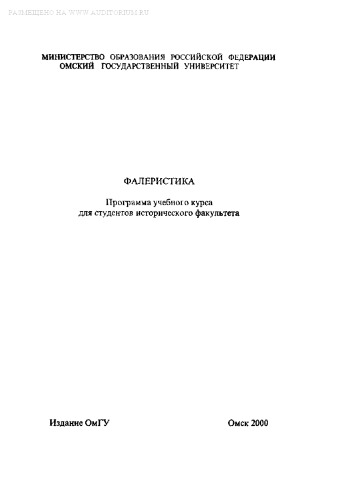 РАЗМЕЩЕНО НА WWW.AUDITORIUM.RU
МИНИСТЕРСТВО ОБРАЗОВАНИЯ РОССИЙСКОЙ ФЕДЕРАЦИИ
ОМСКИЙ ГОСУДАРСТВЕННЫЙ УНИВЕРСИТЕТ
ФАЛЕРИСТИКА
Программа учебного курса
для студентов исторического факультета
Издание ОмГУ Омск 2000